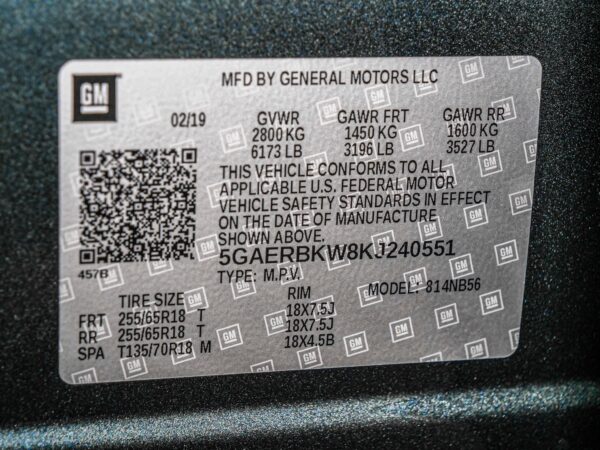 GM
MFD BY GENERAL MOTORS LLC
02/19 GVWR GAWR FRT GAWR RR
2800 KG 1450 KG 1600 KG
6173 LB 3196 LB 3527 LB
THIS VEHICLE CONFORMS TO ALL
APPLICABLE U.S. FEDERAL MOTOR
VEHICLE SAFETY STANDARDS IN EFFECT
ON THE DATE OF MANUFACTURE
SHOWN ABOVE.
457B
5GAERBKW8KJ240551
TYPE: M.P.V. MODEL: 814NB56
TIRE SIZE RIM
FRT 255/65R18 T 18X7.5J
RR 255/65R18 T 18X7.5J
SPA T135/70R18 M 18X4.5B